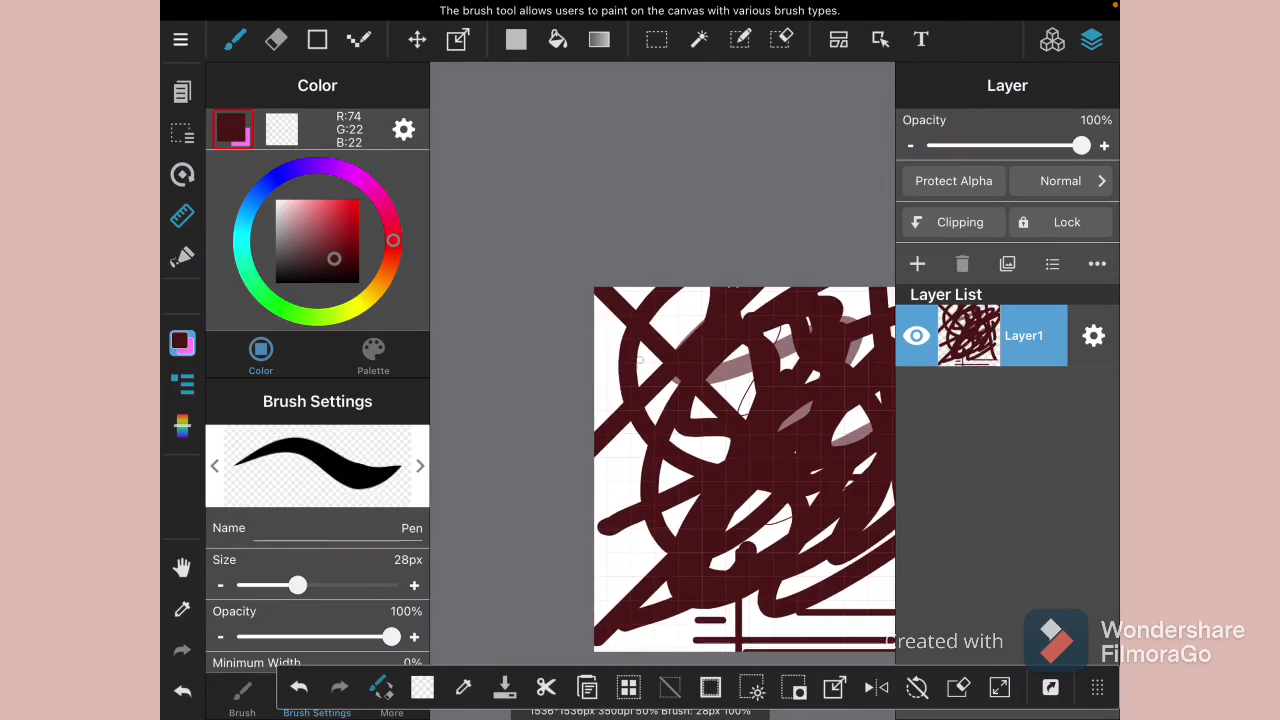 The brush tool allows users to paint on the canvas with various brush types.
T
Color
R:74
G:22
B:22
Color
Palette
Brush Settings
Name Pen
Size 28px
- +
Opacity 100%
- +
Minimum Width 0%
Brush
Brush Settings
More
Layer
Opacity 100%
- +
Protect Alpha
Normal
Clipping
Lock
Layer List
Layer1
1536*1536px 350dpi 50% Brush: 28px 100%
Created with
Wondershare
FilmoraGo